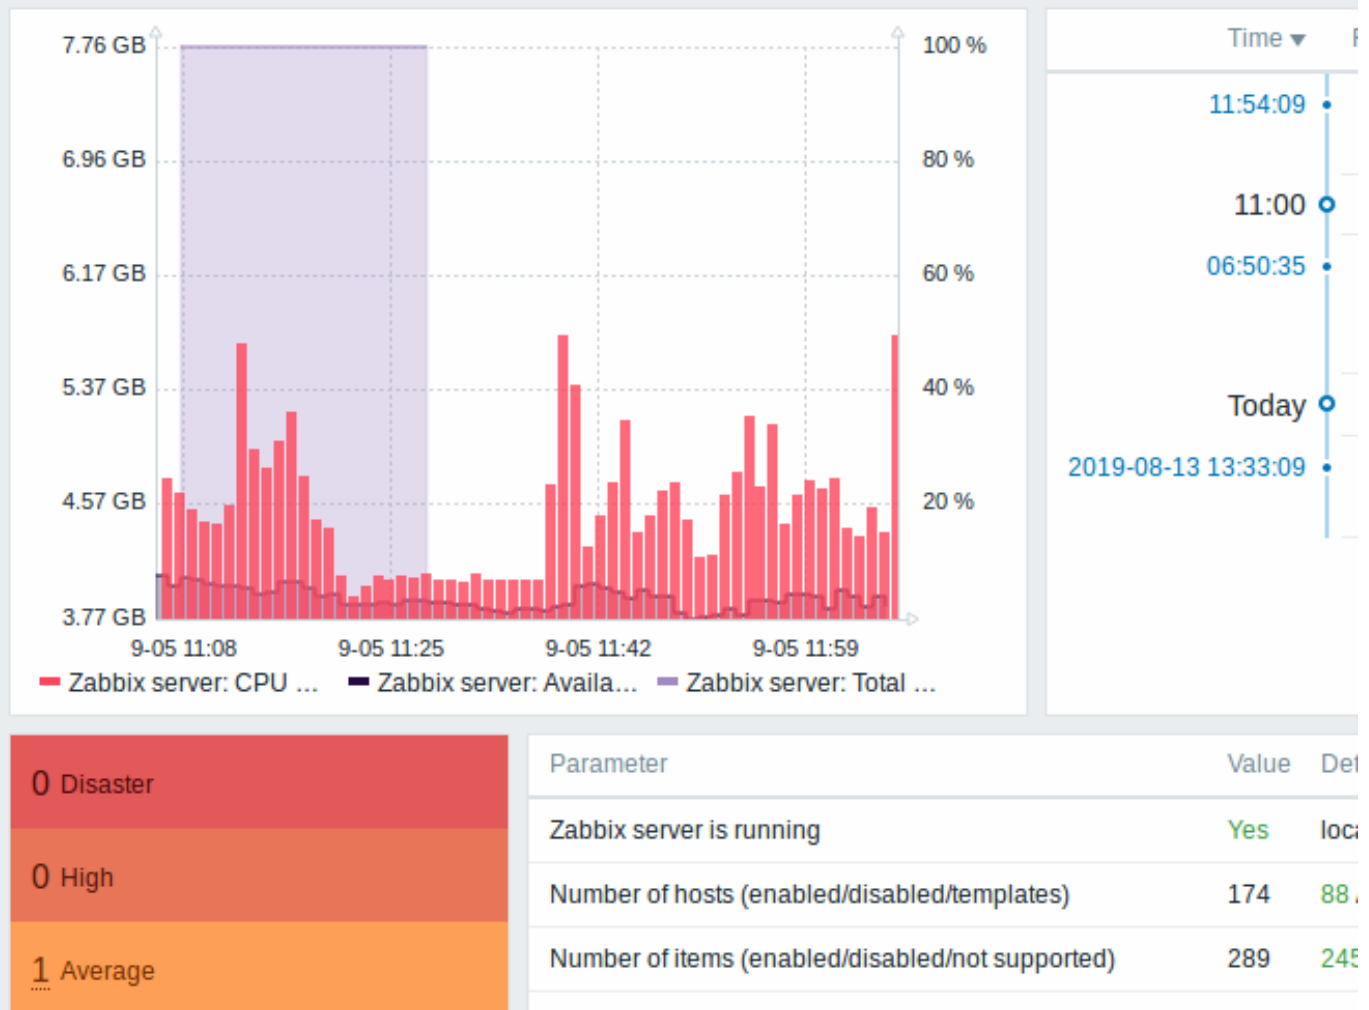 7.76 GB
6.96 GB
6.17 GB
5.37 GB
4.57 GB
3.77 GB
100 %
80 %
60 %
40 %
20 %
9-05 11:08 9-05 11:25 9-05 11:42 9-05 11:59
Zabbix server: CPU ... Zabbix server: Availa... Zabbix server: Total ...
Time ▼
11:54:09
11:00
06:50:35
Today
2019-08-13 13:33:09
0 Disaster
0 High
1 Average
Parameter Value
Zabbix server is running Yes
Number of hosts (enabled/disabled/templates) 174 88
Number of items (enabled/disabled/not supported) 289 245